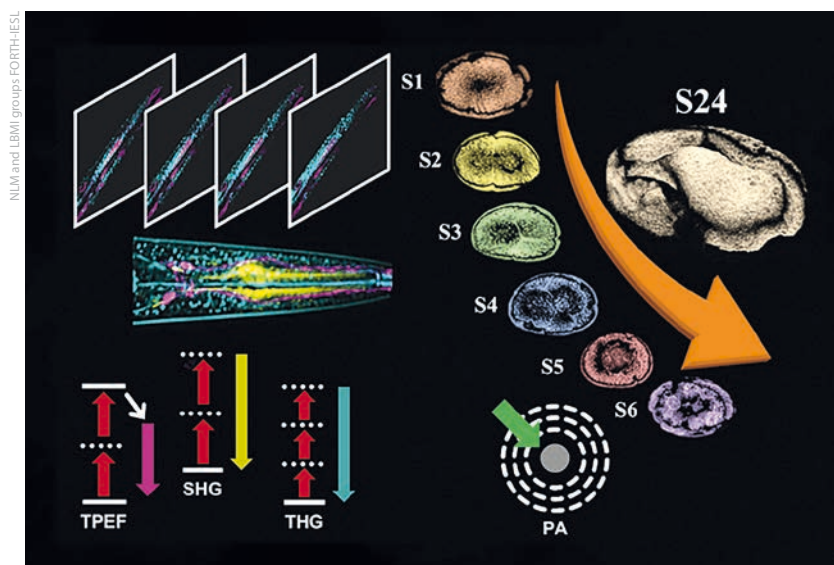 NLM and LBMI groups FORTH-IESL
S1
S24
S2
S3
S4
S5
S6
TPEF
SHG
THG
PA